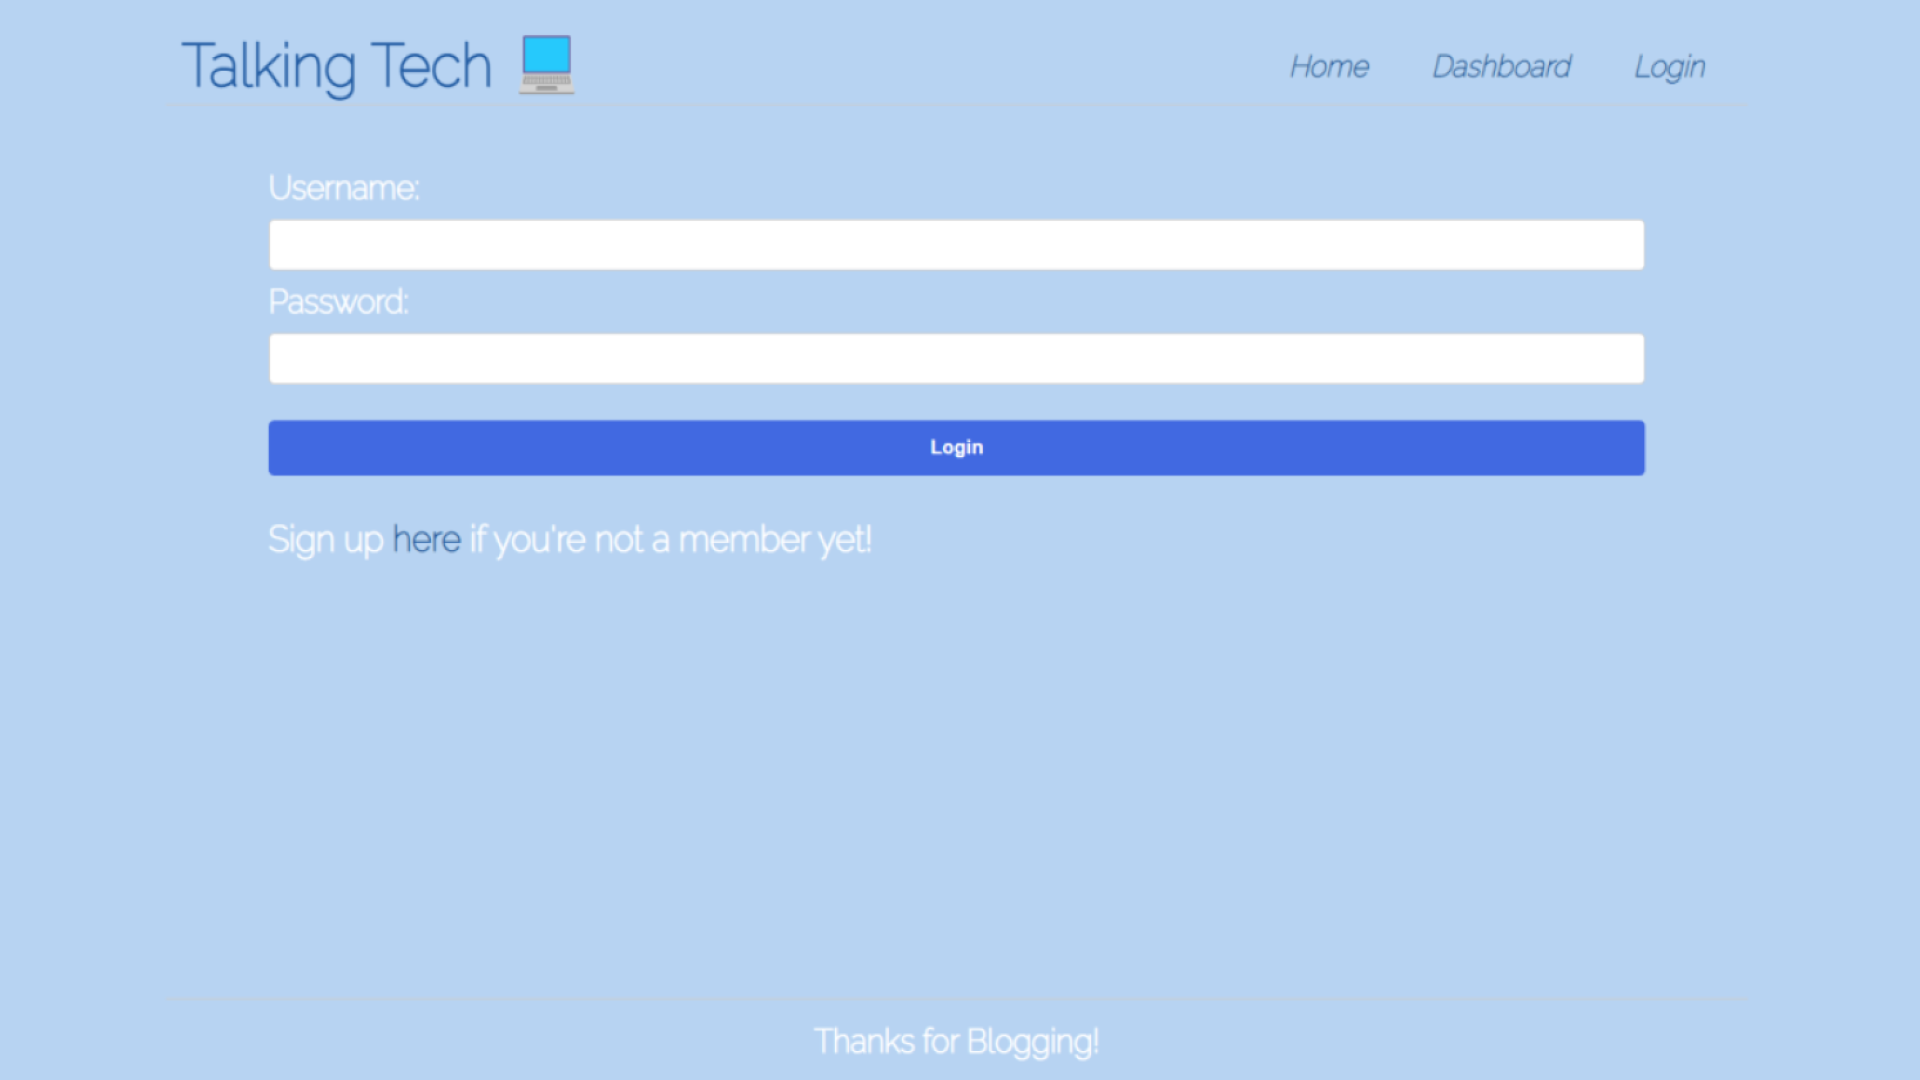 Talking Tech 💻
Home Dashboard Login
Username:
Password:
Login
Sign up here if you're not a member yet!
Thanks for Blogging!